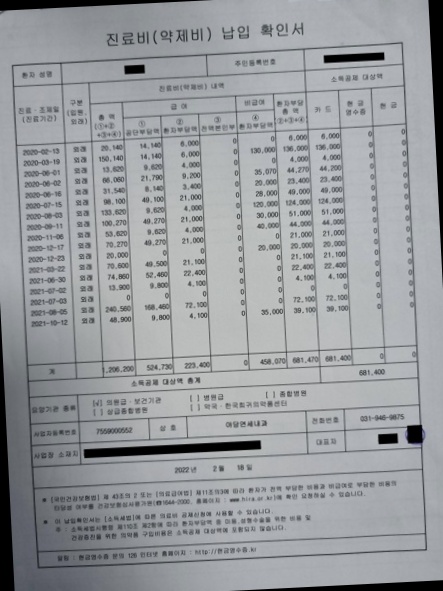 진료비(약제비) 납입 확인서
환자 성명
주민등록번호
진료·조제일
(진료기간)
구분
(입원,
외래)
진료비(약제비) 내역
소득공제 대상액
총 액
(①+②
+③+④)
급 여
비급여
환자부담
총 액
②+③+④)
카 드
현 금
영수증
현 금
①
공단부담액
②
환자부담액
③
전액본인부
④
환자부담액
2020-02-13 외래 20,140 14,140 6,000 0 0 6,000 6,000 0 0
2020-03-19 외래 150,140 14,140 6,000 0 130,000 136,000 136,000 0 0
2020-06-01 외래 13,620 9,620 4,000 0 0 4,000 4,000 0 0
2020-06-02 외래 66,060 21,790 9,200 0 35,070 44,270 44,270 0 0
2020-06-16 외래 31,540 8,140 3,400 0 20,000 23,400 23,400 0 0
2020-07-15 외래 98,100 49,100 21,000 0 28,000 49,000 49,000 0 0
2020-08-03 외래 133,620 9,620 4,000 0 120,000 124,000 124,000 0 0
2020-09-11 외래 100,270 49,270 21,000 0 30,000 51,000 51,000 0 0
2020-11-06 외래 53,620 9,620 4,000 0 40,000 44,000 44,000 0 0
2020-12-17 외래 70,270 49,270 21,000 0 0
2020-12-23 외래 20,000 0 0 0 20,000 20,000 20,000 0 0
2021-03-22 외래 70,600 49,500 21,100 0 0 21,100 21,100 0 0
2021-06-30 외래 74,860 52,460 22,400 0 0 22,400 22,400 0 0
2021-07-02 외래 13,900 9,800 4,100 0 0 4,100 4,100 0 0
2021-07-03 외래 0 0 0 0 0 0 0 0 0
2021-08-05 외래 240,560 168,460 72,100 0 0 72,100 72,100 0 0
2021-10-12 외래 48,900 9,800 4,100 0 35,000 39,100 39,100 0 0
계 1,206,200 524,730 223,400 0 458,070 681,470 681,400 0 0
소득공제 대상액 총계 681,400
요양기관 종류
[√] 의원급·보건기관 [ ] 병원급 [ ] 종합병원
[ ] 상급종합병원 [ ] 약국·한국희귀의약품센터
사업자등록번호 7559000552 상 호 여담연세내과 전화번호 031-946-9875
사업장 소재지
대표자
2022 년 2 월 18 일
※ [국민건강보험법] 제 43조의 2 또는 [의료급여법] 제11조의3에 따라 환자가 전액 부담한 비용과 비급여로 부담한 비용의
타당성 여부를 건강보험심사평가원(☎1644-2000, 홈페이지 : www.hira.or.kr)에 확인 요청하실 수 있습니다.
※ 이 납입확인서는 [소득세법]에 따른 의료비 공제신청에 사용할 수 있습니다.
주 : 소득세법시행령 제110조 제2항에 따라 환자부담액 중 미용,성형수술을 위한 비용 및
건강증진을 위한 의약품 구입비용은 소득공제 대상액에 포함되지 않습니다.
알림 : 현금영수증 문의 126 인터넷 홈페이지 : http://현금영수증.kr